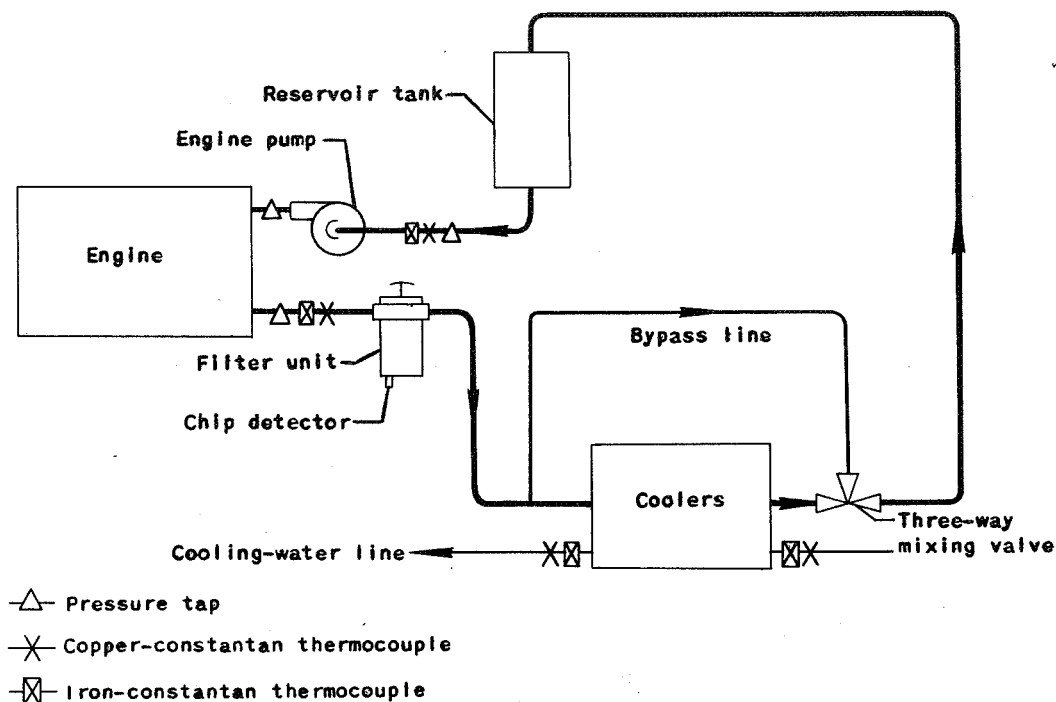 Reservoir tank
Engine pump
Engine
Bypass line
Filter unit
Chip detector
Coolers
Three-way
mixing valve
Cooling-water line
Pressure tap
Copper-constantan thermocouple
Iron-constantan thermocouple